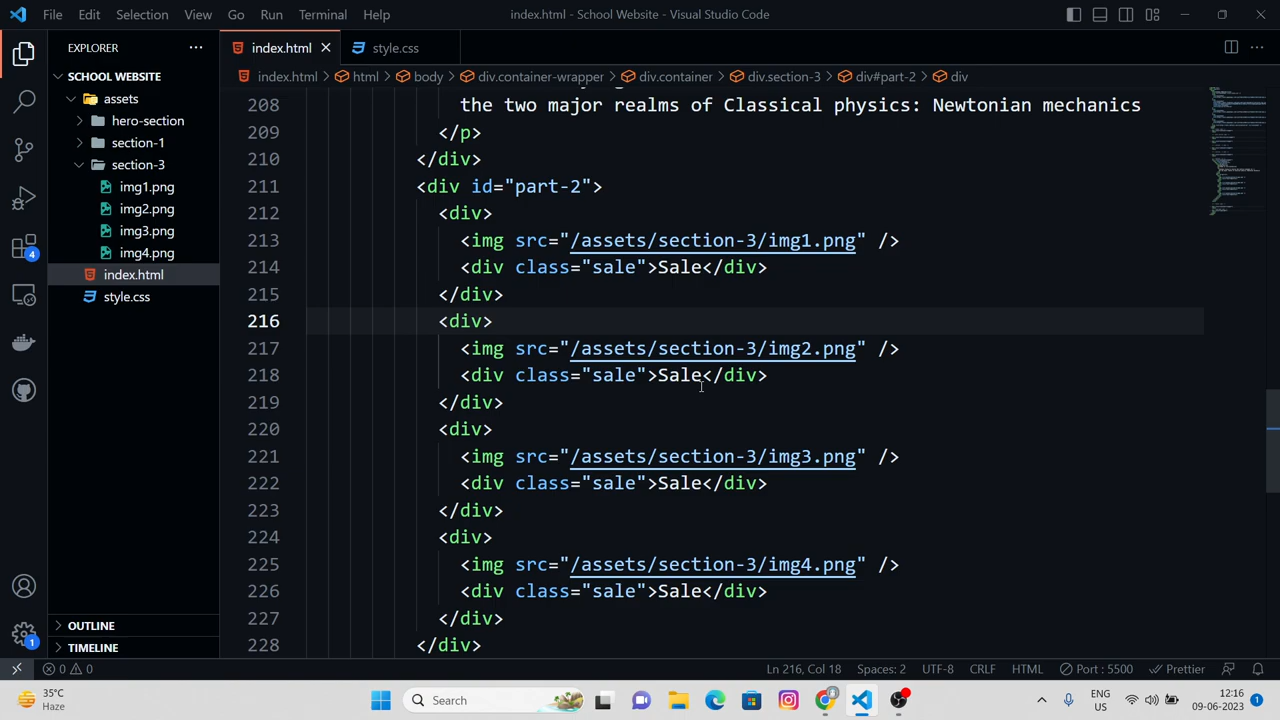 File Edit Selection View Go Run Terminal Help index.html - School Website - Visual Studio Code
EXPLORER
index.html
style.css
SCHOOL WEBSITE
assets
hero-section
section-1
section-3
img1.png
img2.png
img3.png
img4.png
index.html
style.css
OUTLINE
TIMELINE
index.html > html > body > div.container-wrapper > div.container > div.section-3 > div#part-2 > div
208 the two major realms of Classical physics: Newtonian mechanics
209 </p>
210 </div>
211 <div id="part-2">
212 <div>
213 <img src="/assets/section-3/img1.png" />
214 <div class="sale">Sale</div>
215 </div>
216 <div>
217 <img src="/assets/section-3/img2.png" />
218 <div class="sale">Sale</div>
219 </div>
220 <div>
221 <img src="/assets/section-3/img3.png" />
222 <div class="sale">Sale</div>
223 </div>
224 <div>
225 <img src="/assets/section-3/img4.png" />
226 <div class="sale">Sale</div>
227 </div>
228 </div>
4
1
0 0 Ln 216, Col 18 Spaces: 2 UTF-8 CRLF HTML Port : 5500 Prettier
35°C
Haze
Search
ENG
US
12:16
09-06-2023
1